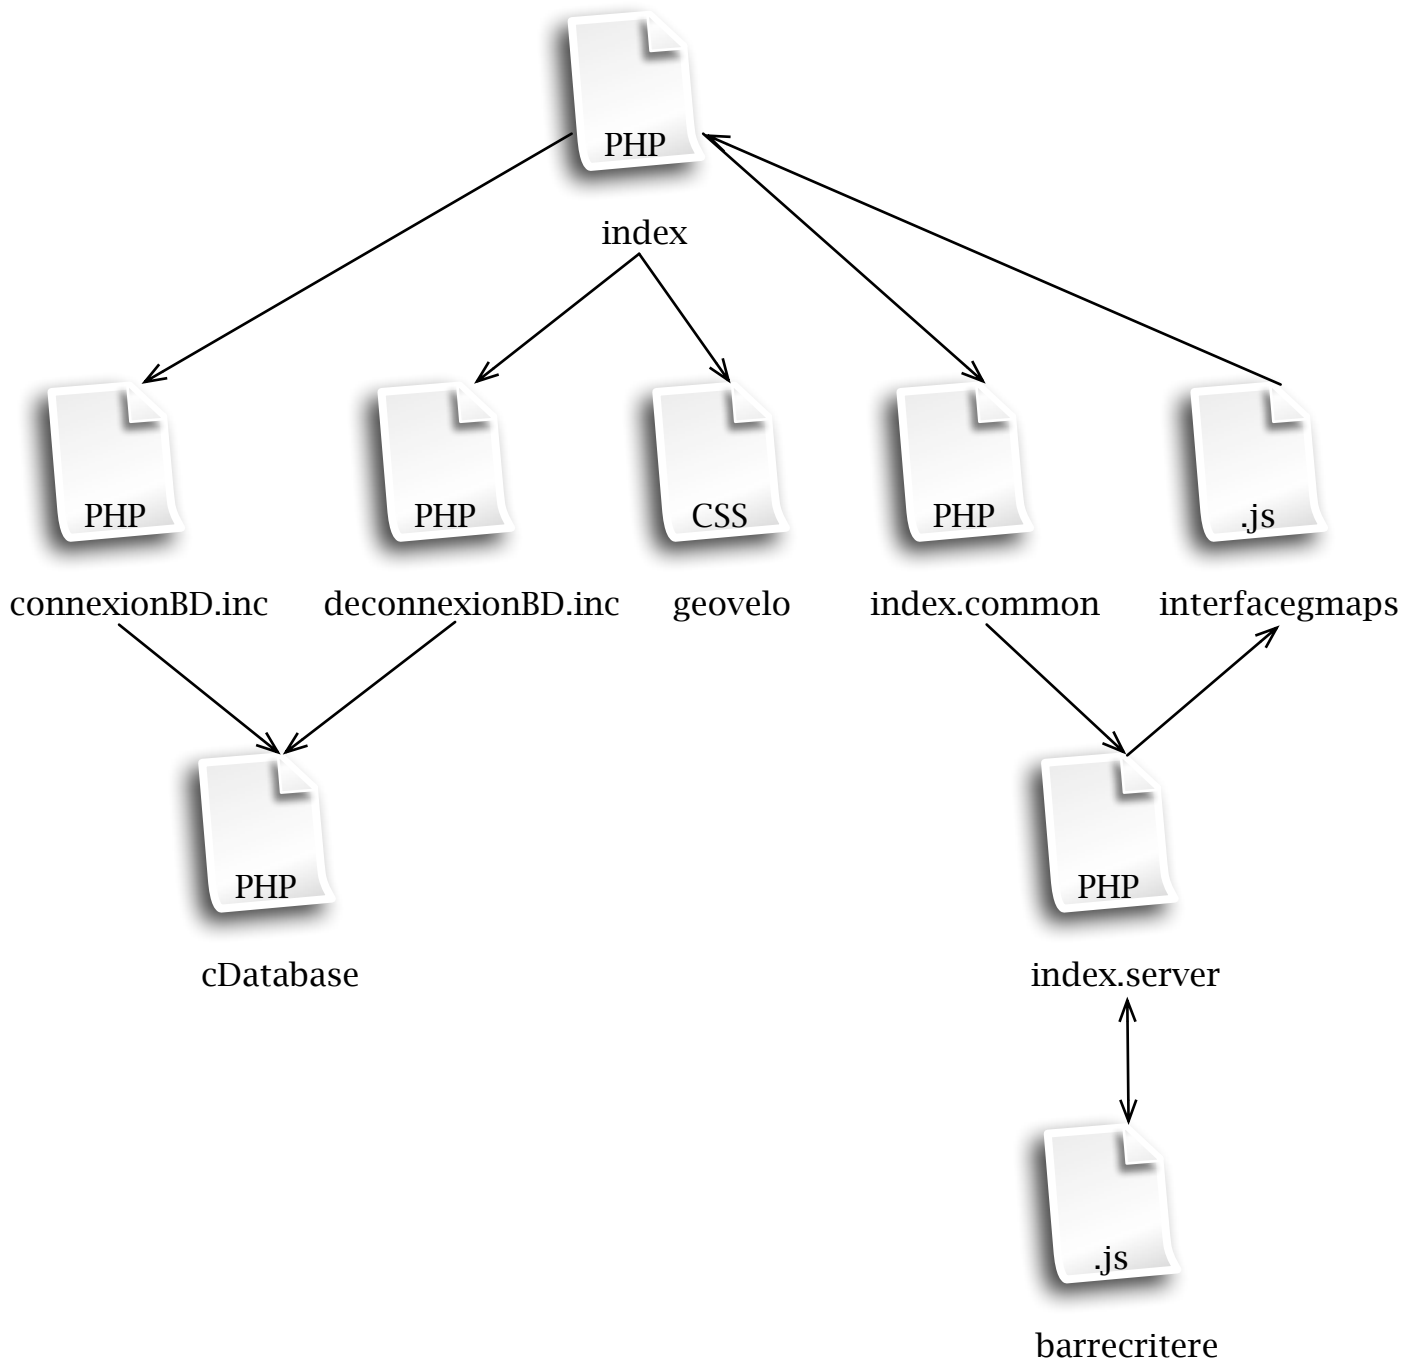 PHP
index
PHP
PHP
CSS
PHP
.js
connexionBD.inc
deconnexionBD.inc
geovelo
index.common
interfacegmaps
PHP
PHP
cDatabase
index.server
.js
barrecritere